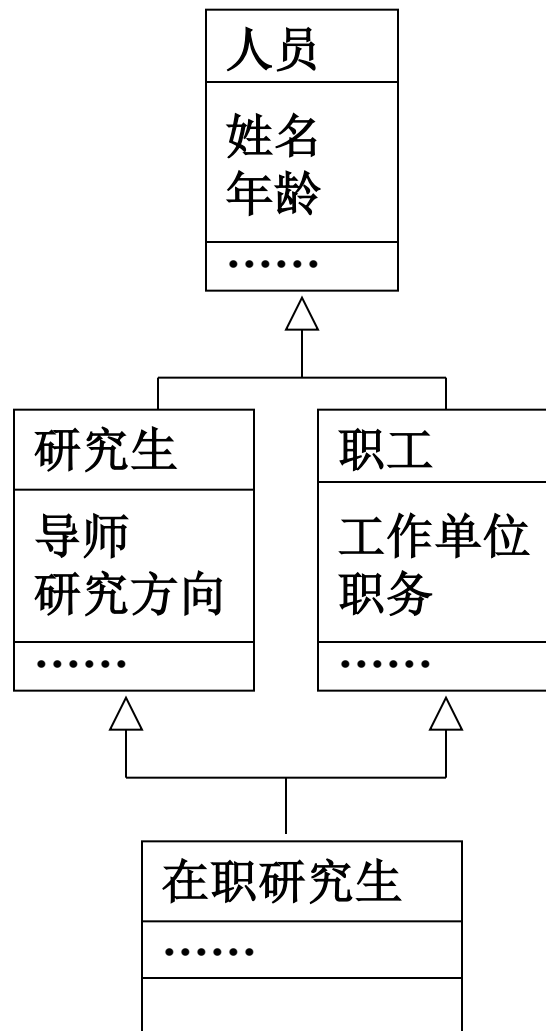 人员
姓名
年龄
……
研究生
导师
研究方向
……
职工
工作单位
职务
……
在职研究生
……